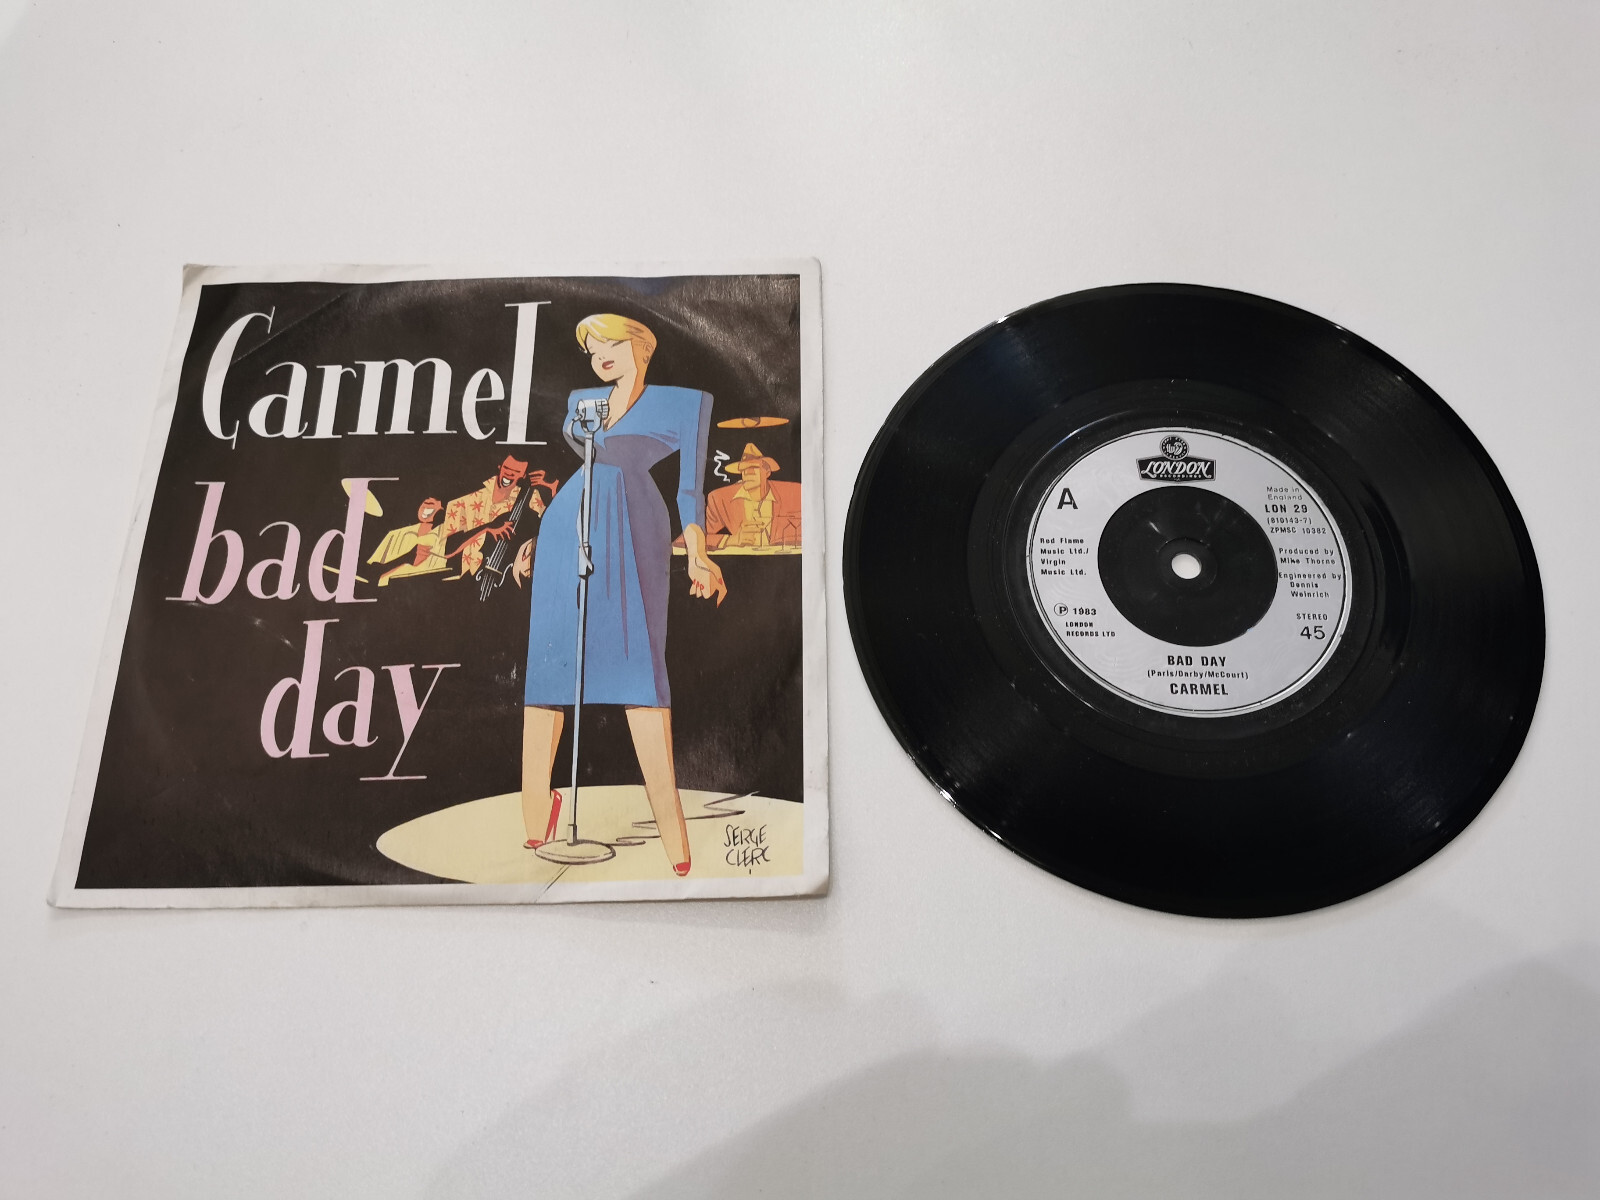 Carmel
bad
day
SERGE
CLERC
LONDON
RECORDINGS
A
Made in
England
LON 29
(810143-7)
ZPMSC 10382
Red Flame
Music Ltd./
Virgin
Music Ltd.
Produced by
Mike Thorne
Engineered by
Dennis
Weinrich
℗ 1983
LONDON
RECORDS LTD
STEREO
45
BAD DAY
(Paris/Darby/McCourt)
CARMEL